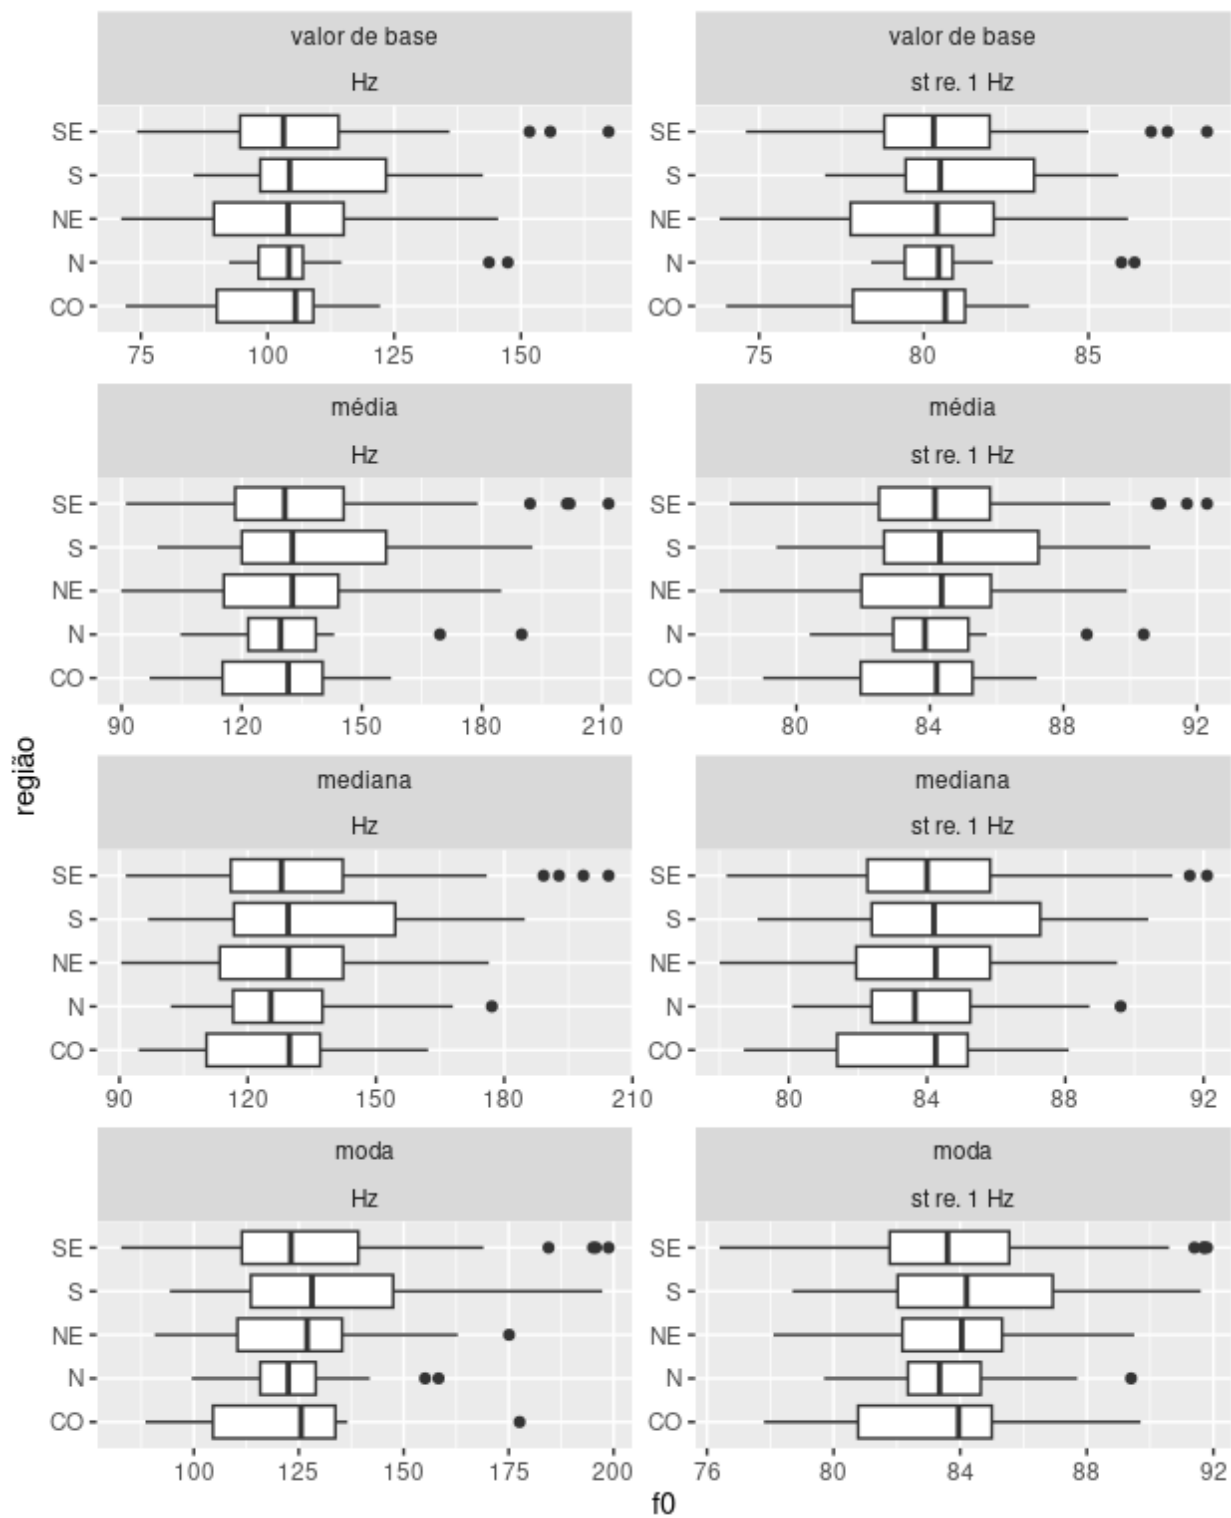 valor de base
Hz
SE
S
NE
N
CO
75 100 125 150
valor de base
st re. 1 Hz
SE
S
NE
N
CO
75 80 85
média
Hz
SE
S
NE
N
CO
90 120 150 180 210
média
st re. 1 Hz
SE
S
NE
N
CO
80 84 88 92
região
mediana
Hz
SE
S
NE
N
CO
90 120 150 180 210
mediana
st re. 1 Hz
SE
S
NE
N
CO
80 84 88 92
moda
Hz
SE
S
NE
N
CO
100 125 150 175 200
moda
st re. 1 Hz
SE
S
NE
N
CO
76 80 84 88 92
f0